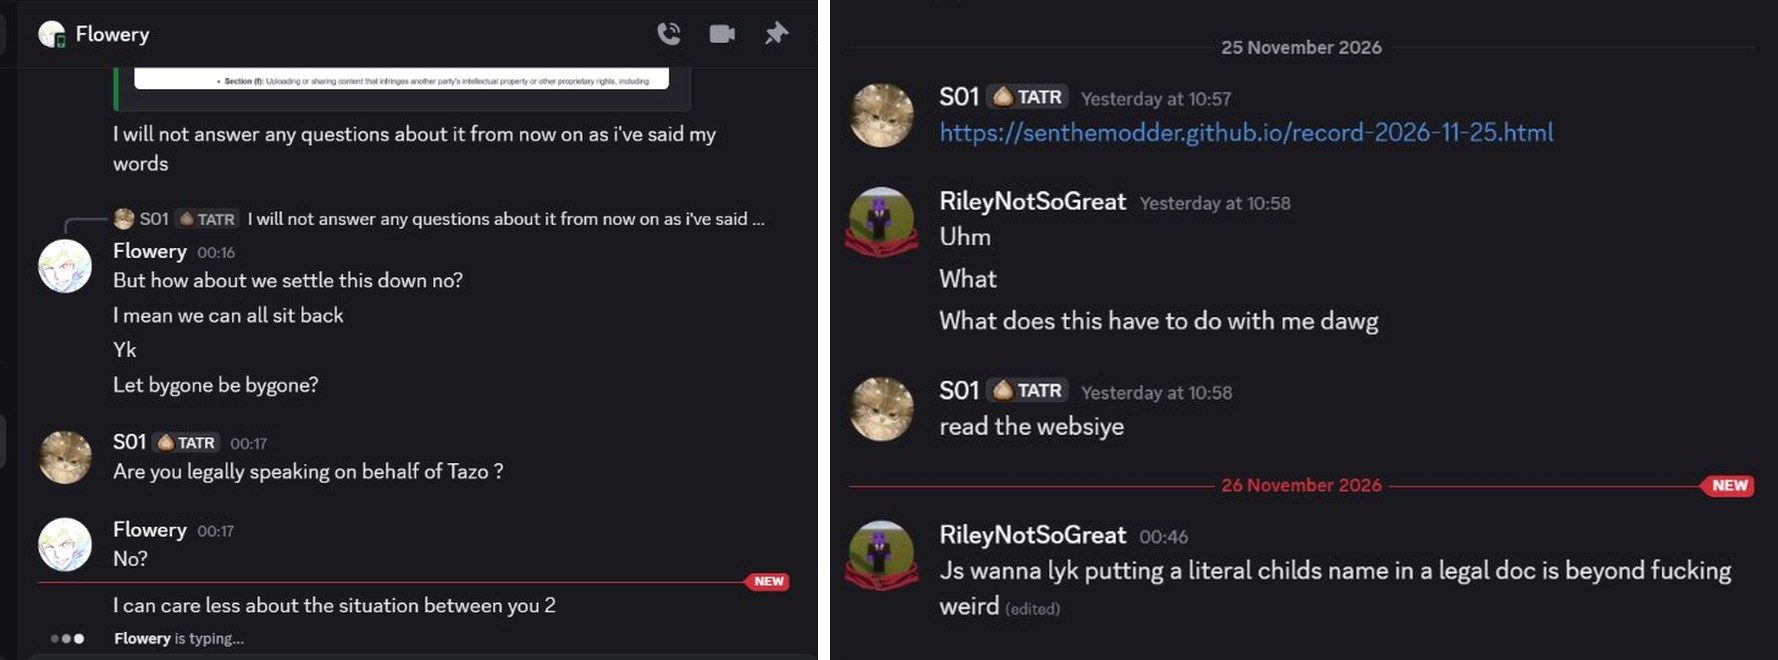 Flowery
• Section (f): Uploading or sharing content that infringes another party's intellectual property or other proprietary rights, including
I will not answer any questions about it from now on as i've said my
words
S01 TATR I will not answer any questions about it from now on as i've said ...
Flowery 00:16
But how about we settle this down no?
I mean we can all sit back
Yk
Let bygone be bygone?
S01 TATR 00:17
Are you legally speaking on behalf of Tazo ?
Flowery 00:17
No?
NEW
I can care less about the situation between you 2
Flowery is typing...
25 November 2026
S01 TATR Yesterday at 10:57
https://senthemodder.github.io/record-2026-11-25.html
RileyNotSoGreat Yesterday at 10:58
Uhm
What
What does this have to do with me dawg
S01 TATR Yesterday at 10:58
read the websiye
26 November 2026 NEW
RileyNotSoGreat 00:46
Js wanna lyk putting a literal childs name in a legal doc is beyond fucking
weird (edited)